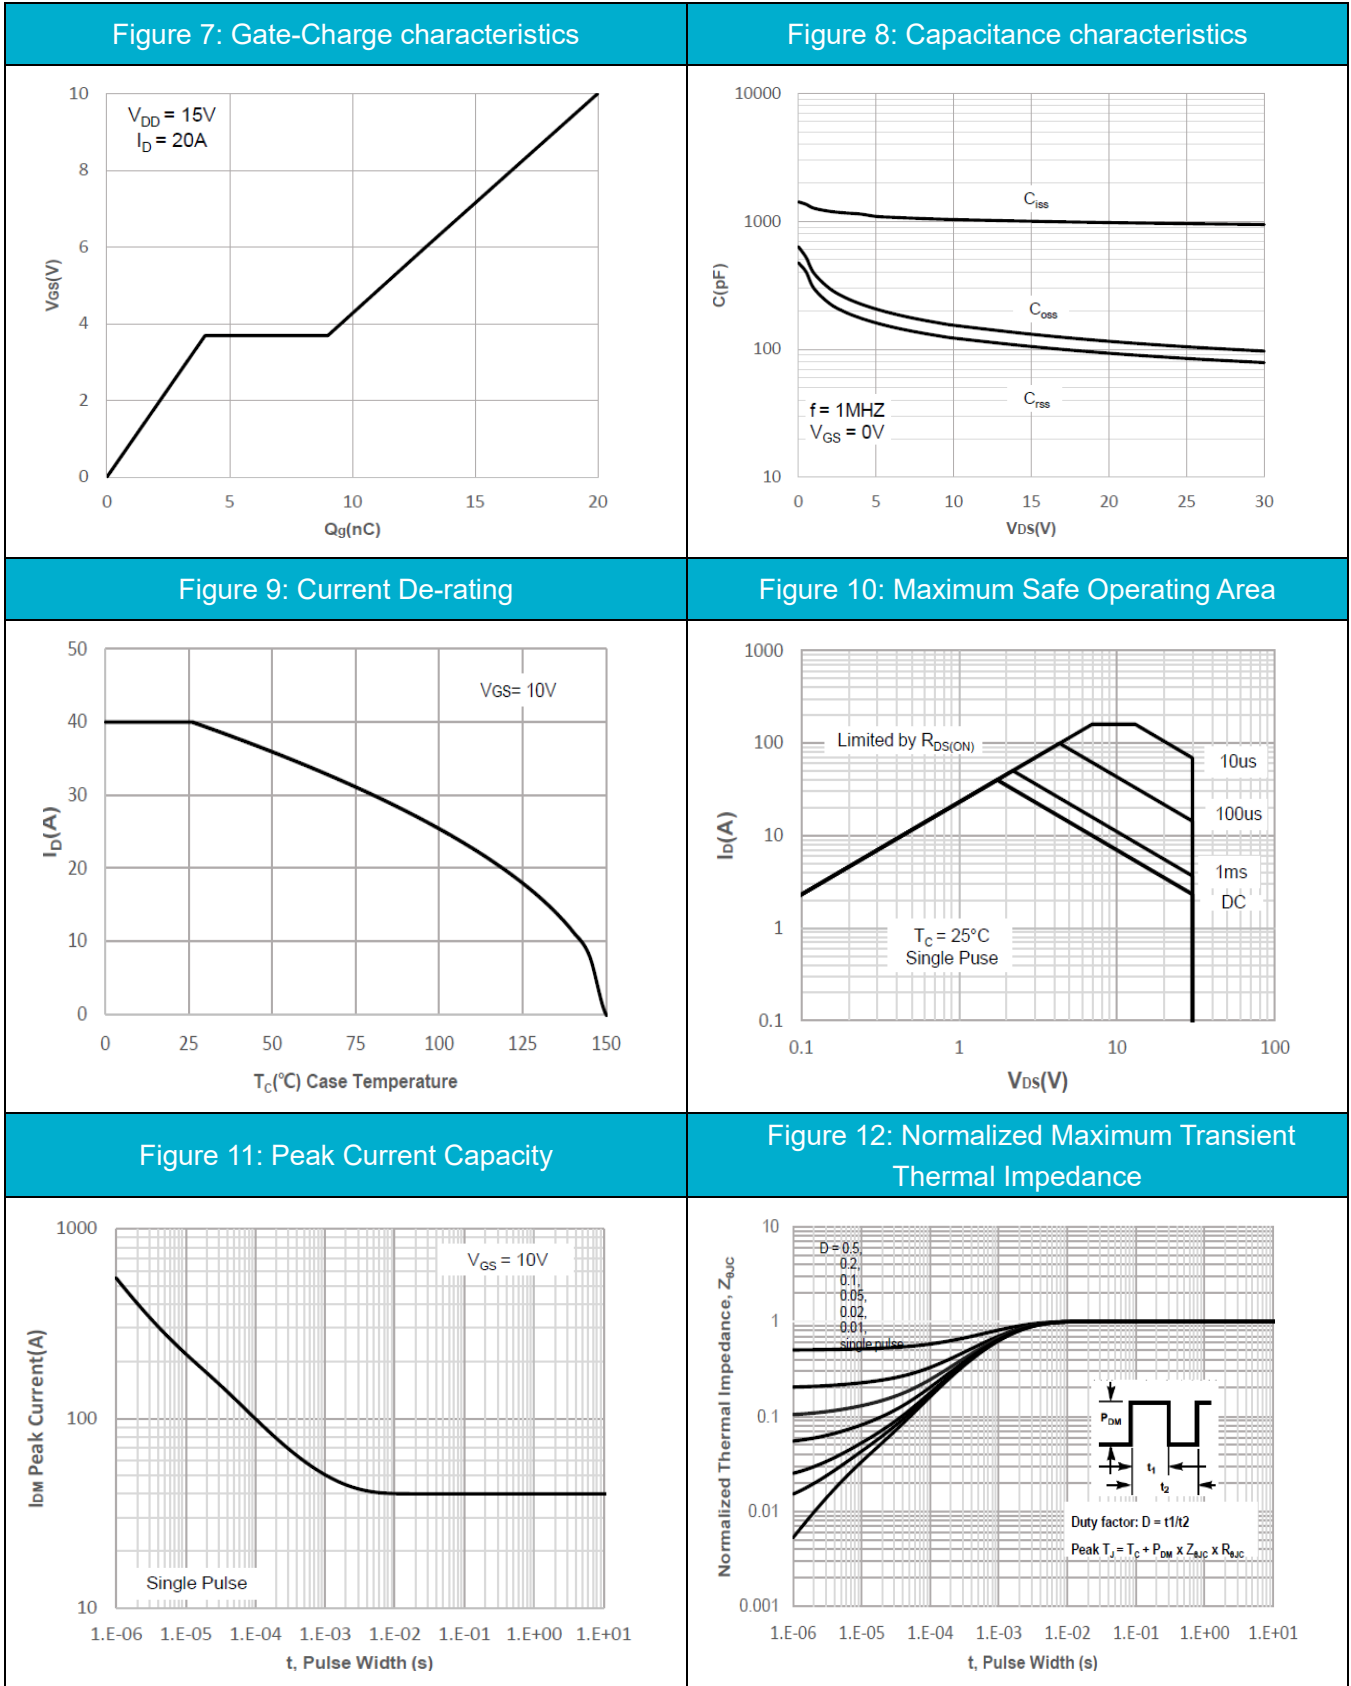 Figure 7: Gate-Charge characteristics
VGS(V)
10
8
6
4
2
0
VDD = 15V
ID = 20A
0 5 10 15 20
Qg(nC)
Figure 8: Capacitance characteristics
C(pF)
10000
1000
100
10
Ciss
Coss
Crss
f = 1MHZ
VGS = 0V
0 5 10 15 20 25 30
VDS(V)
Figure 9: Current De-rating
ID(A)
50
40
30
20
10
0
VGS= 10V
0 25 50 75 100 125 150
TC(℃) Case Temperature
Figure 10: Maximum Safe Operating Area
ID(A)
1000
100
10
1
0.1
Limited by RDS(ON)
10us
100us
1ms
DC
TC = 25°C
Single Puse
0.1 1 10 100
VDS(V)
Figure 11: Peak Current Capacity
IDM Peak Current(A)
1000
100
10
VGS = 10V
Single Pulse
1.E-06 1.E-05 1.E-04 1.E-03 1.E-02 1.E-01 1.E+00 1.E+01
t, Pulse Width (s)
Figure 12: Normalized Maximum Transient
Thermal Impedance
Normalized Thermal Impedance, ZθJC
10
1
0.1
0.01
0.001
D = 0.5,
0.2,
0.1,
0.05,
0.02,
0.01,
single pulse
PDM
t1
t2
Duty factor: D = t1/t2
Peak TJ = TC + PDM x ZθJC x RθJC
1.E-06 1.E-05 1.E-04 1.E-03 1.E-02 1.E-01 1.E+00 1.E+01
t, Pulse Width (s)